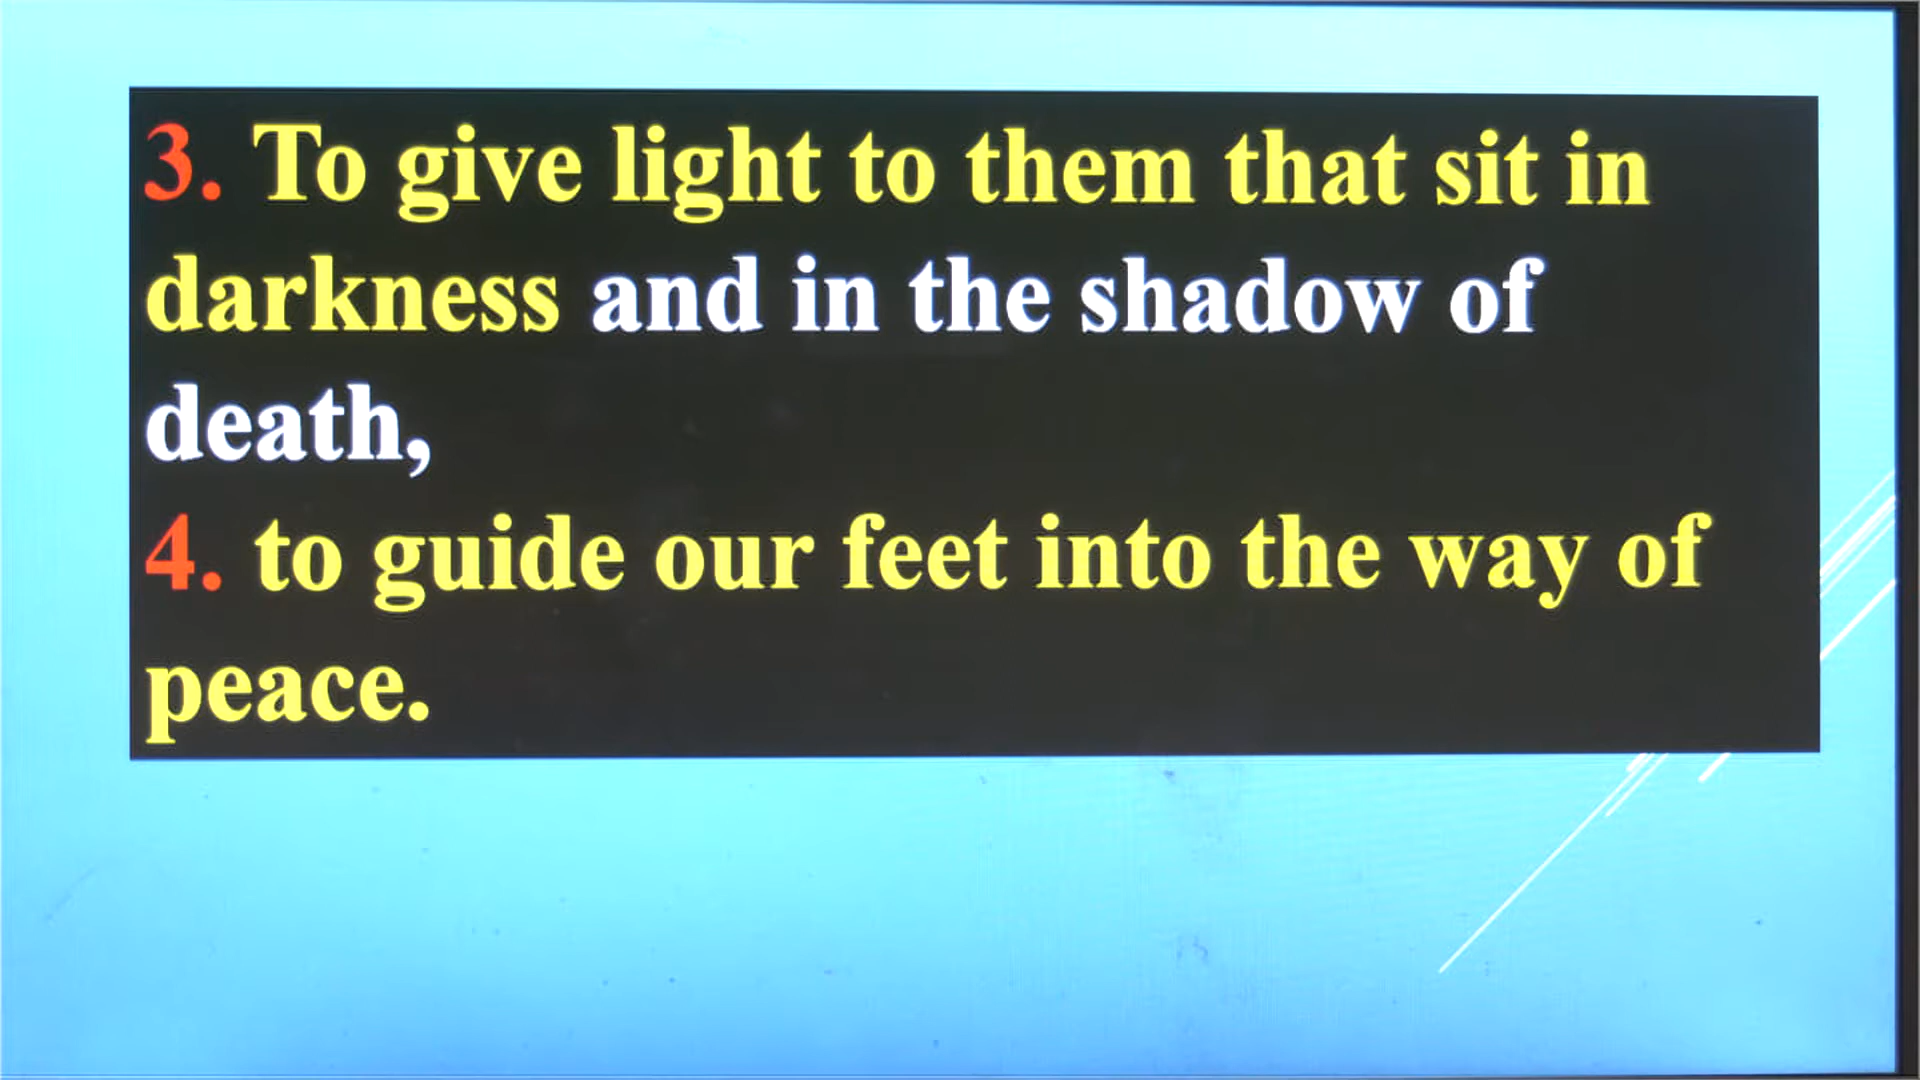 3. To give light to them that sit in
darkness and in the shadow of
death,
4. to guide our feet into the way of
peace.